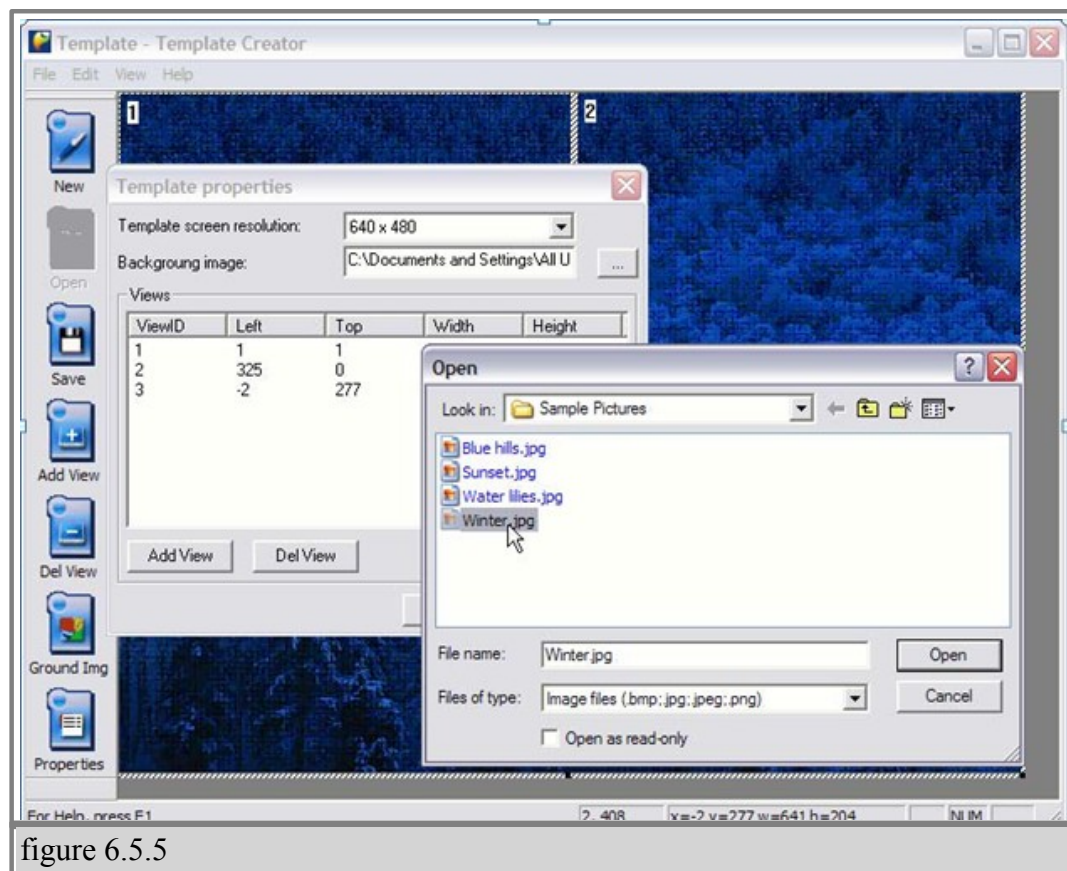 Template - Template Creator
File Edit View Help
1
2
New
Open
Save
Add View
Del View
Ground Img
Properties
Template properties
Template screen resolution: 640 x 480
Backgroung image: C:\Documents and Settings\All U ...
Views
ViewID Left Top Width Height
1 1 1
2 325 0
3 -2 277
Add View Del View
Open
Look in: Sample Pictures
Blue hills.jpg
Sunset.jpg
Water lilies.jpg
Winter.jpg
File name: Winter.jpg Open
Files of type: Image files (.bmp;.jpg;.jpeg;.png) Cancel
Open as read-only
For Help, press F1 2, 408 x=-2 y=277 w=641 h=204 NUM
figure 6.5.5